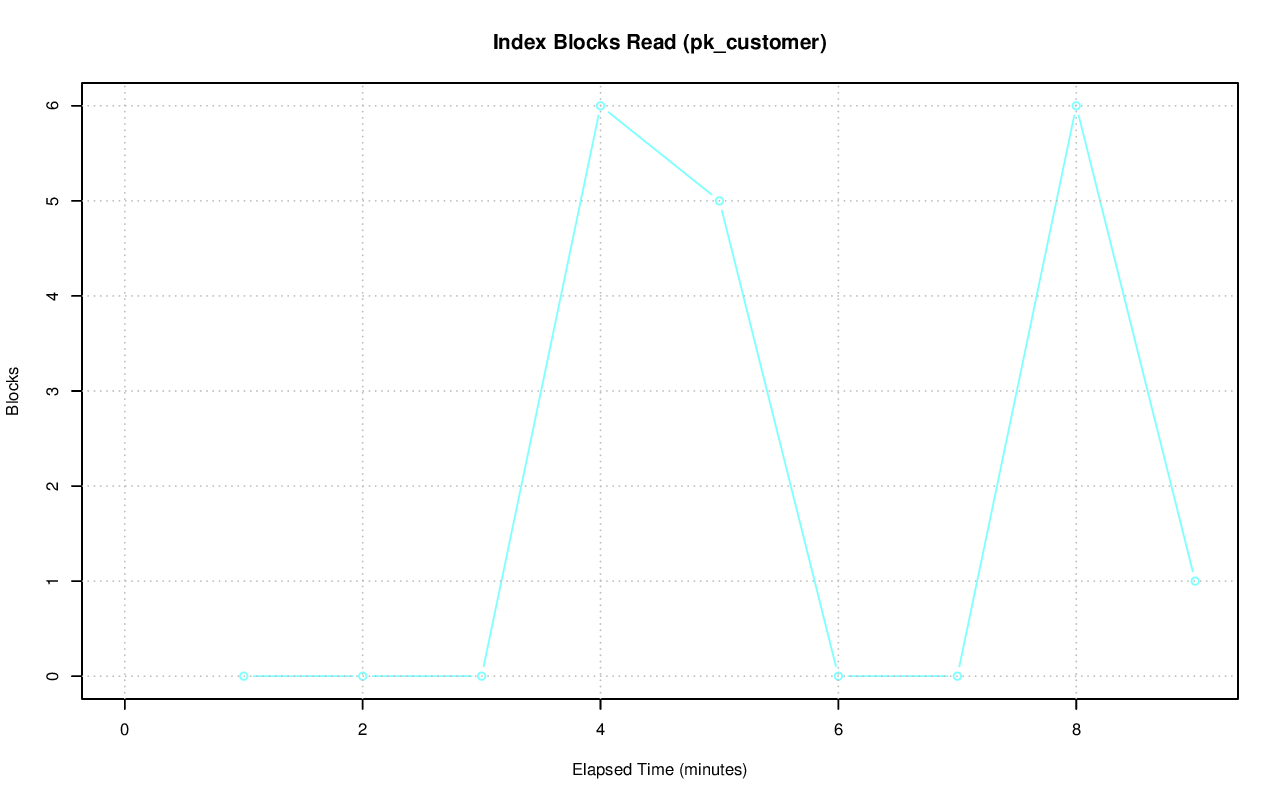 Index Blocks Read (pk_customer)
6
5
4
3
2
1
0
Blocks
0 2 4 6 8
Elapsed Time (minutes)